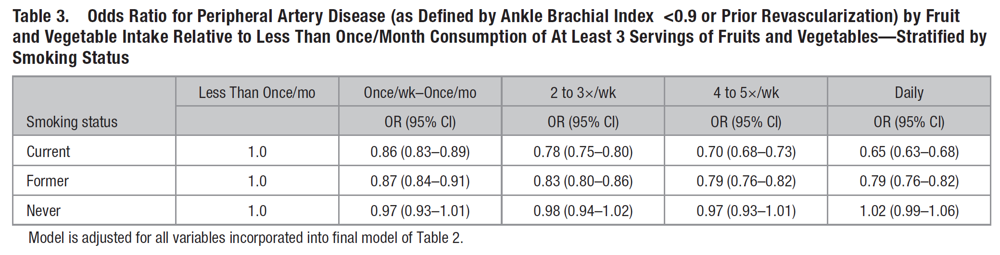 Table 3. Odds Ratio for Peripheral Artery Disease (as Defined by Ankle Brachial Index <0.9 or Prior Revascularization) by Fruit
and Vegetable Intake Relative to Less Than Once/Month Consumption of At Least 3 Servings of Fruits and Vegetables—Stratified by
Smoking Status
Less Than Once/mo Once/wk–Once/mo 2 to 3×/wk 4 to 5×/wk Daily
Smoking status OR (95% CI) OR (95% CI) OR (95% CI) OR (95% CI)
Current 1.0 0.86 (0.83–0.89) 0.78 (0.75–0.80) 0.70 (0.68–0.73) 0.65 (0.63–0.68)
Former 1.0 0.87 (0.84–0.91) 0.83 (0.80–0.86) 0.79 (0.76–0.82) 0.79 (0.76–0.82)
Never 1.0 0.97 (0.93–1.01) 0.98 (0.94–1.02) 0.97 (0.93–1.01) 1.02 (0.99–1.06)
Model is adjusted for all variables incorporated into final model of Table 2.